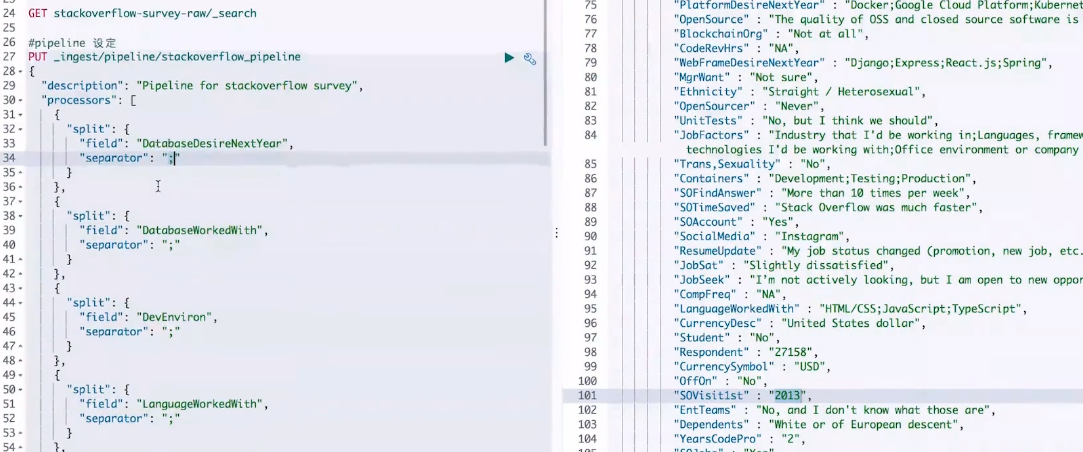 24 GET stackoverflow-survey-raw/_search
25
26 #pipeline 设定
27 PUT _ingest/pipeline/stackoverflow_pipeline
28 {
29 "description": "Pipeline for stackoverflow survey",
30 "processors": [
31 {
32 "split": {
33 "field": "DatabaseDesireNextYear",
34 "separator": ";"
35 }
36 },
37 {
38 "split": {
39 "field": "DatabaseWorkedWith",
40 "separator": ";"
41 }
42 },
43 {
44 "split": {
45 "field": "DevEnviron",
46 "separator": ";"
47 }
48 },
49 {
50 "split": {
51 "field": "LanguageWorkedWith",
52 "separator": ";"
53 }
54 },
75 "PlatformDesireNextYear" : "Docker;Google Cloud Platform;Kubernet
76 "OpenSource" : "The quality of OSS and closed source software is
77 "BlockchainOrg" : "Not at all",
78 "CodeRevHrs" : "NA",
79 "WebFrameDesireNextYear" : "Django;Express;React.js;Spring",
80 "MgrWant" : "Not sure",
81 "Ethnicity" : "Straight / Heterosexual",
82 "OpenSourcer" : "Never",
83 "UnitTests" : "No, but I think we should",
84 "JobFactors" : "Industry that I'd be working in;Languages, framew
technologies I'd be working with;Office environment or company
85 "Trans,Sexuality" : "No",
86 "Containers" : "Development;Testing;Production",
87 "SOFindAnswer" : "More than 10 times per week",
88 "SOTimeSaved" : "Stack Overflow was much faster",
89 "SOAccount" : "Yes",
90 "SocialMedia" : "Instagram",
91 "ResumeUpdate" : "My job status changed (promotion, new job, etc.
92 "JobSat" : "Slightly dissatisfied",
93 "JobSeek" : "I'm not actively looking, but I am open to new oppor
94 "CompFreq" : "NA",
95 "LanguageWorkedWith" : "HTML/CSS;JavaScript;TypeScript",
96 "CurrencyDesc" : "United States dollar",
97 "Student" : "No",
98 "Respondent" : "27158",
99 "CurrencySymbol" : "USD",
100 "OffOn" : "No",
101 "SOVisit1st" : "2013",
102 "EntTeams" : "No, and I don't know what those are",
103 "Dependents" : "White or of European descent",
104 "YearsCodePro" : "2",